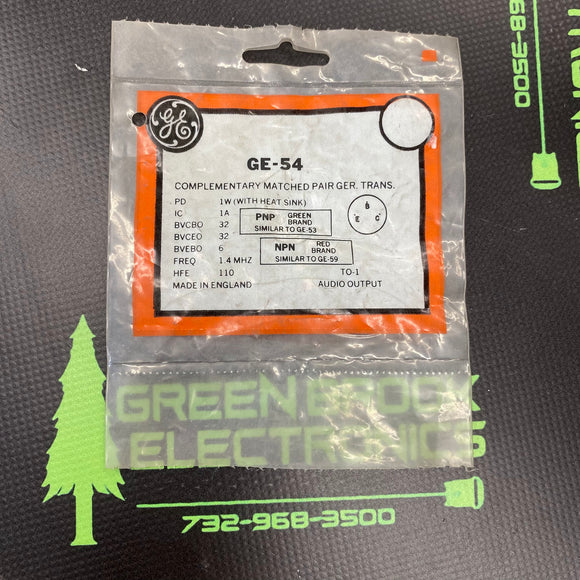 GE
GE-54
COMPLEMENTARY MATCHED PAIR GER. TRANS.
PD 1W (WITH HEAT SINK)
IC 1A
BVCBO 32
BVCEO 32
BVEBO 6
FREQ 1.4 MHZ
HFE 110
MADE IN ENGLAND
PNP GREEN BRAND
SIMILAR TO GE-53
NPN RED BRAND
SIMILAR TO GE-59
B
E C
TO-1
AUDIO OUTPUT
GREEN BROOK
ELECTRONICS
732-968-3500
68-3500